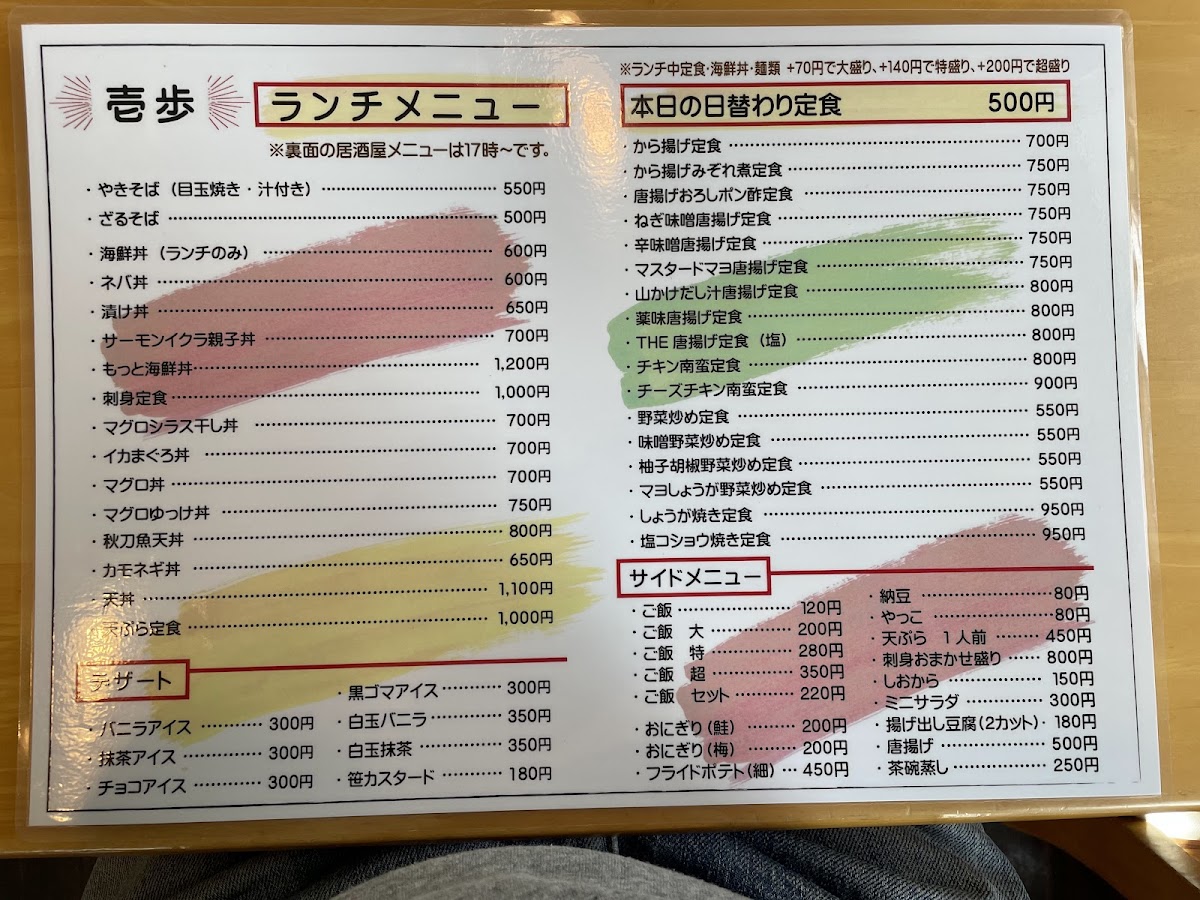 壱歩
ランチメニュー
※裏面の居酒屋メニューは17時～です。
・やきそば（目玉焼き・汁付き）………………550円
・ざるそば………………500円
・海鮮丼（ランチのみ）………………600円
・ネバ丼………………600円
・漬け丼………………650円
・サーモンイクラ親子丼………………700円
・もっと海鮮丼………………1,200円
・刺身定食………………1,000円
・マグロシラス干し丼………………700円
・イカまぐろ丼………………700円
・マグロ丼………………700円
・マグロゆっけ丼………………750円
・秋刀魚天丼………………800円
・カモネギ丼………………650円
・天丼………………1,100円
・天ぷら定食………………1,000円
デザート
・バニラアイス…………300円
・抹茶アイス…………300円
・チョコアイス…………300円
・黒ゴマアイス…………300円
・白玉バニラ…………350円
・白玉抹茶…………350円
・笹カスタード…………180円
※ランチ中定食・海鮮丼・麺類 +70円で大盛り、+140円で特盛り、+200円で超盛り
本日の日替わり定食 500円
・から揚げ定食………………700円
・から揚げみぞれ煮定食………………750円
・唐揚げおろしポン酢定食………………750円
・ねぎ味噌唐揚げ定食………………750円
・辛味噌唐揚げ定食………………750円
・マスタードマヨ唐揚げ定食………………750円
・山かけだし汁唐揚げ定食………………800円
・薬味唐揚げ定食………………800円
・THE 唐揚げ定食（塩）………………800円
・チキン南蛮定食………………800円
・チーズチキン南蛮定食………………900円
・野菜炒め定食………………550円
・味噌野菜炒め定食………………550円
・柚子胡椒野菜炒め定食………………550円
・マヨしょうが野菜炒め定食………………550円
・しょうが焼き定食………………950円
・塩コショウ焼き定食………………950円
サイドメニュー
・ご飯…………120円
・ご飯　大…………200円
・ご飯　特…………280円
・ご飯　超…………350円
・ご飯　セット…………220円
・おにぎり（鮭）………200円
・おにぎり（梅）………200円
・フライドポテト（細）…450円
・納豆…………80円
・やっこ…………80円
・天ぷら　1人前………450円
・刺身おまかせ盛り……800円
・しおから…………150円
・ミニサラダ…………300円
・揚げ出し豆腐（2カット）・180円
・唐揚げ…………500円
・茶碗蒸し…………250円